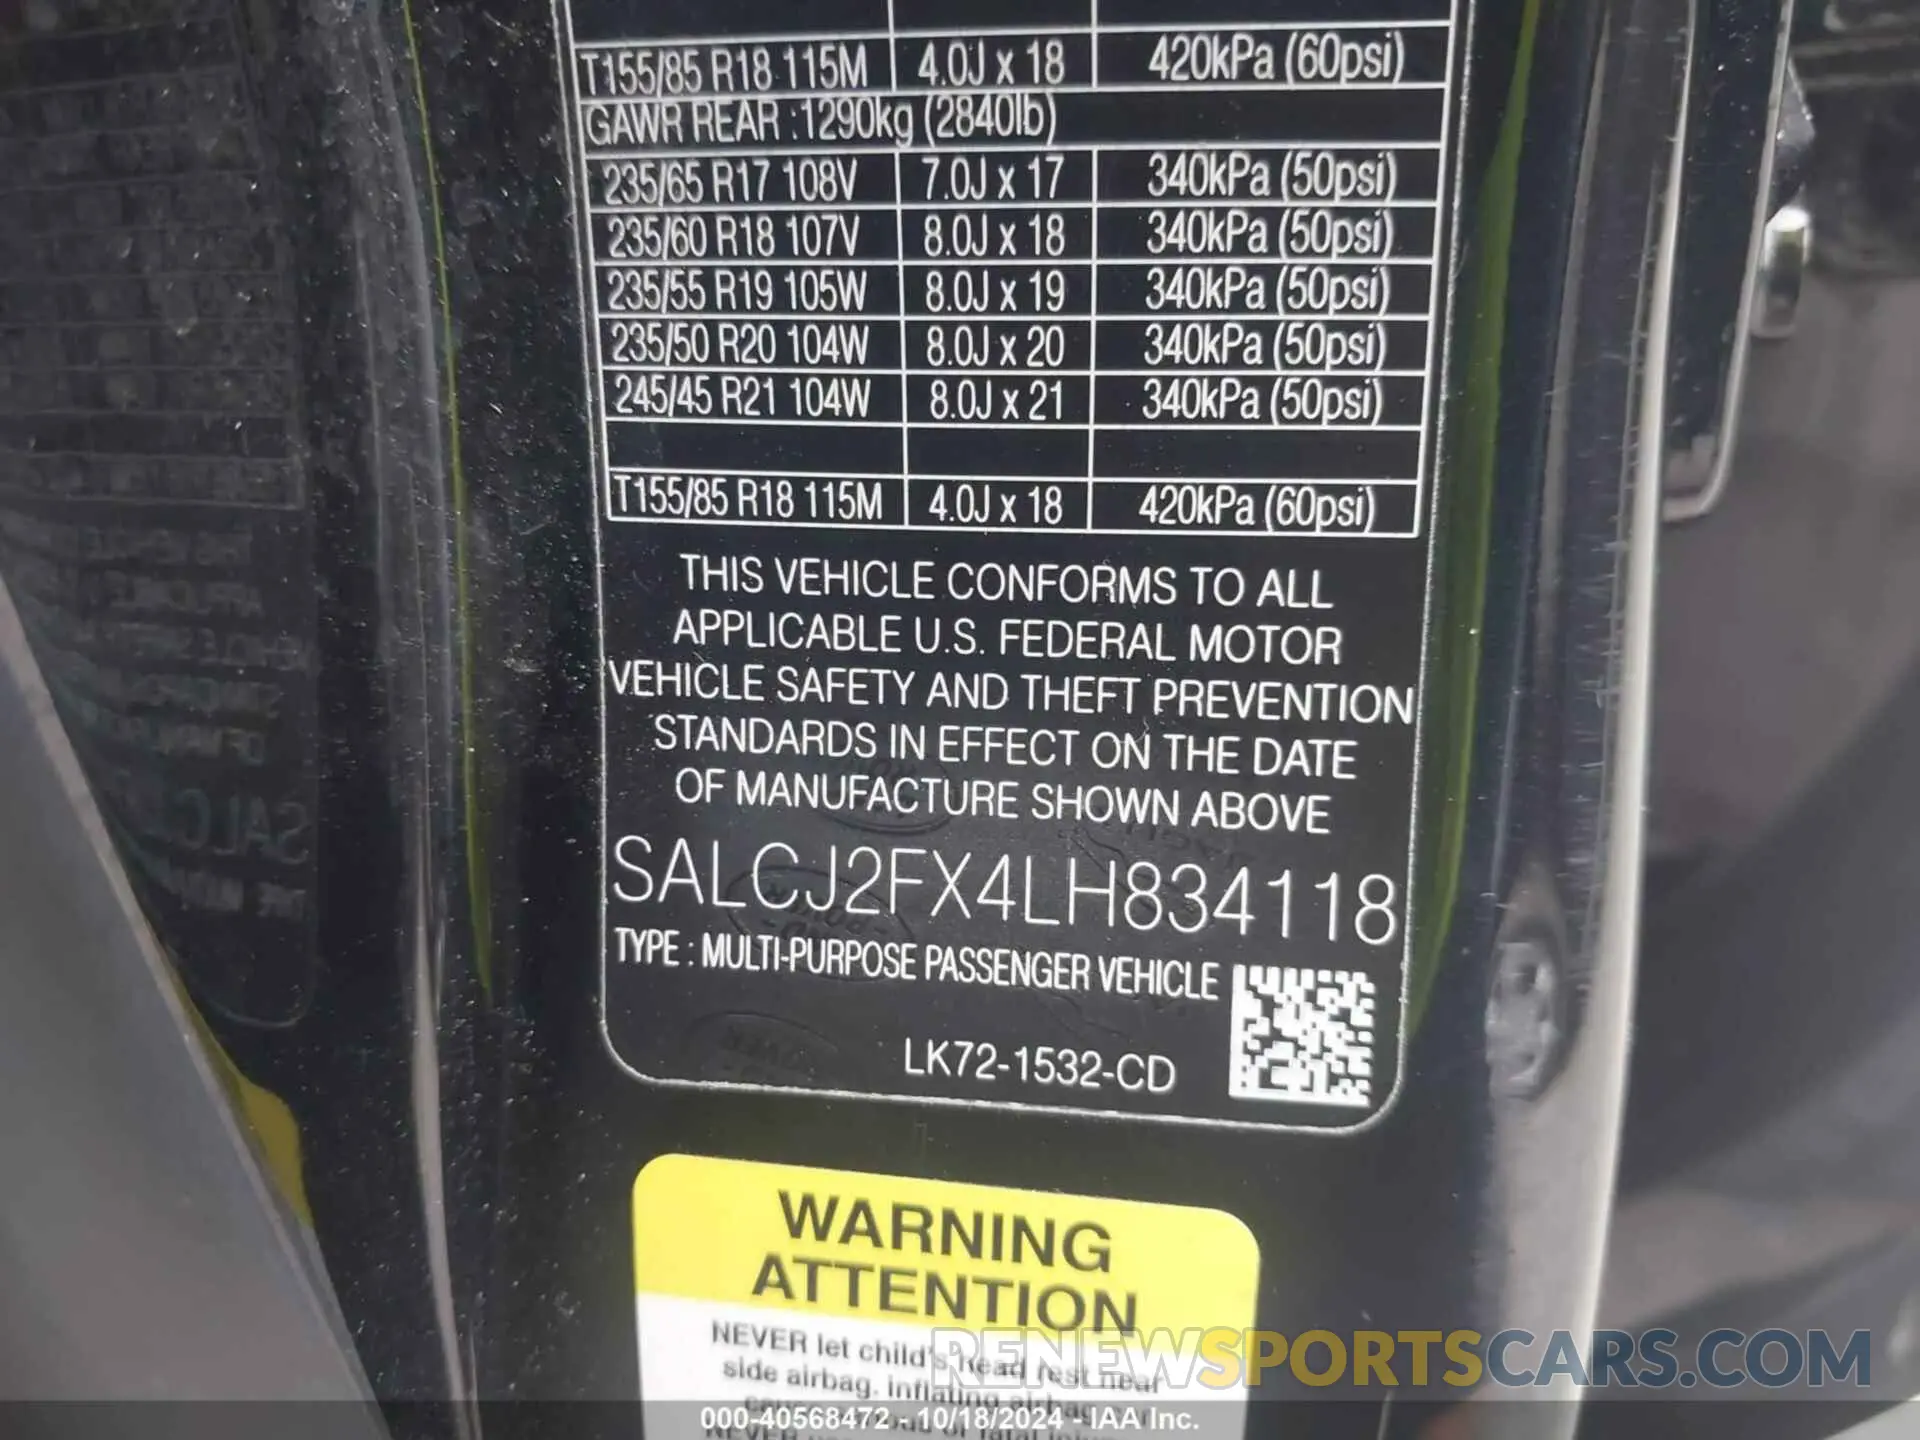 T155/85 R18 115M 4.0J x 18 420kPa (60psi)
GAWR REAR :1290kg (2840lb)
235/65 R17 108V 7.0J x 17 340kPa (50psi)
235/60 R18 107V 8.0J x 18 340kPa (50psi)
235/55 R19 105W 8.0J x 19 340kPa (50psi)
235/50 R20 104W 8.0J x 20 340kPa (50psi)
245/45 R21 104W 8.0J x 21 340kPa (50psi)
T155/85 R18 115M 4.0J x 18 420kPa (60psi)
THIS VEHICLE CONFORMS TO ALL
APPLICABLE U.S. FEDERAL MOTOR
VEHICLE SAFETY AND THEFT PREVENTION
STANDARDS IN EFFECT ON THE DATE
OF MANUFACTURE SHOWN ABOVE
SALCJ2FX4LH834118
TYPE : MULTI-PURPOSE PASSENGER VEHICLE
LK72-1532-CD
WARNING
ATTENTION
NEVER let child's head rest near
side airbag, inflating airbag can
NEVER
RENEWSPORTSCARS.COM
000-40568472 - 10/18/2024 - IAA Inc.